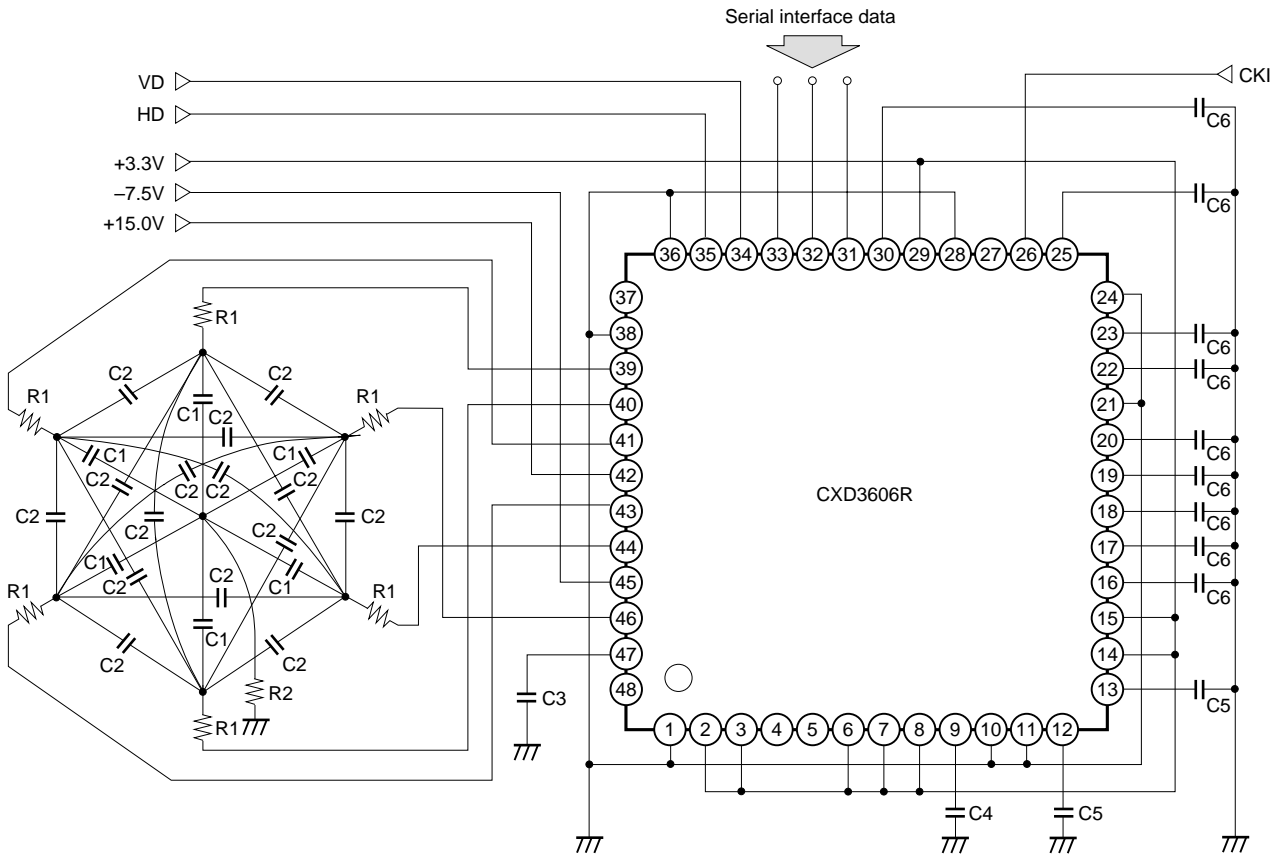 Serial interface data
VD
HD
+3.3V
–7.5V
+15.0V
CKI
C6
C6
36 35 34 33 32 31 30 29 28 27 26 25
37
38
39
40
41
42
43
44
45
46
47
48
24
23
22
21
20
19
18
17
16
15
14
13
C6
C6
C6
C6
C6
C6
C6
C5
CXD3606R
R1
C2 C2
R1 R1
C1 C2
C1 C1
C2 C2 C2 C2
C2 C2 C2
C1 C2 C2 C1
R1 C2 R1
C1
C2 C2
R2
R1
C3
1 2 3 4 5 6 7 8 9 10 11 12
C4 C5